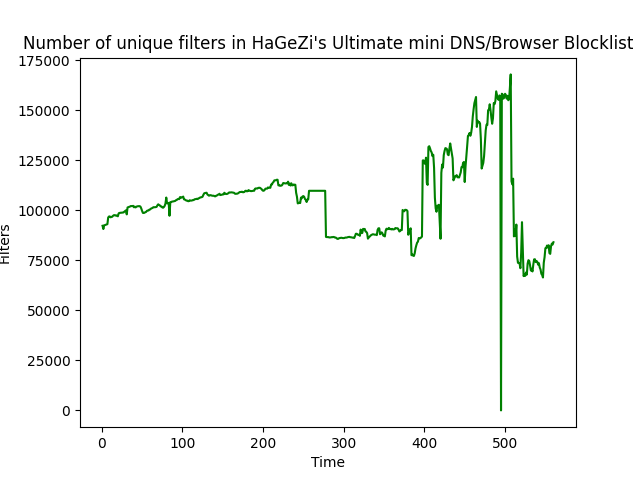 Number of unique filters in HaGeZi's Ultimate mini DNS/Browser Blocklist
175000
150000
125000
100000
75000
50000
25000
0
Filters
0 100 200 300 400 500
Time